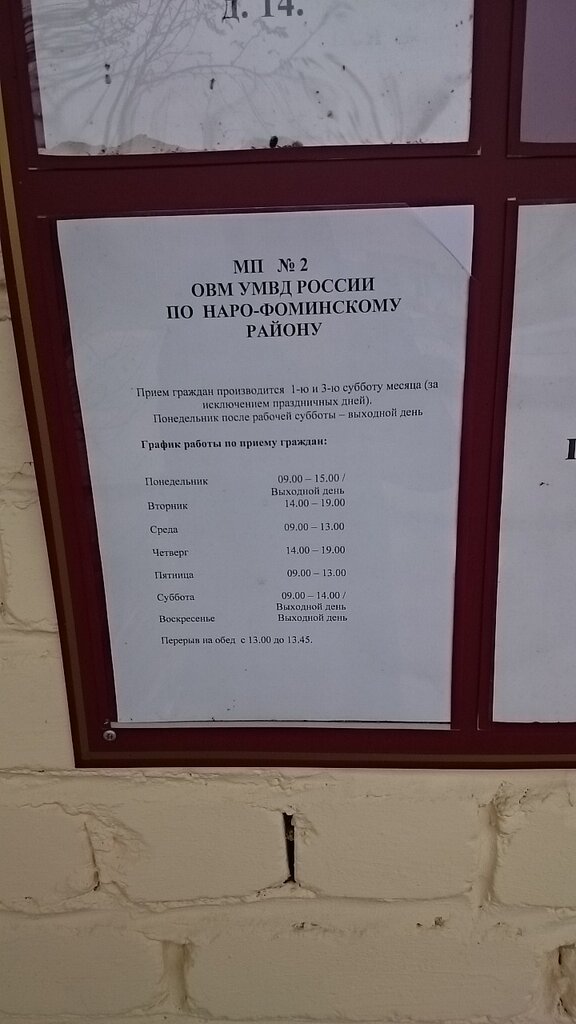 д. 14.
МП № 2
ОВМ УМВД РОССИИ
ПО НАРО-ФОМИНСКОМУ
РАЙОНУ
Прием граждан производится 1-ю и 3-ю субботу месяца (за
исключением праздничных дней).
Понедельник после рабочей субботы – выходной день
График работы по приему граждан:
Понедельник 09.00 – 15.00 /
Выходной день
Вторник 14.00 – 19.00
Среда 09.00 – 13.00
Четверг 14.00 – 19.00
Пятница 09.00 – 13.00
Суббота 09.00 – 14.00 /
Выходной день
Воскресенье Выходной день
Перерыв на обед с 13.00 до 13.45.